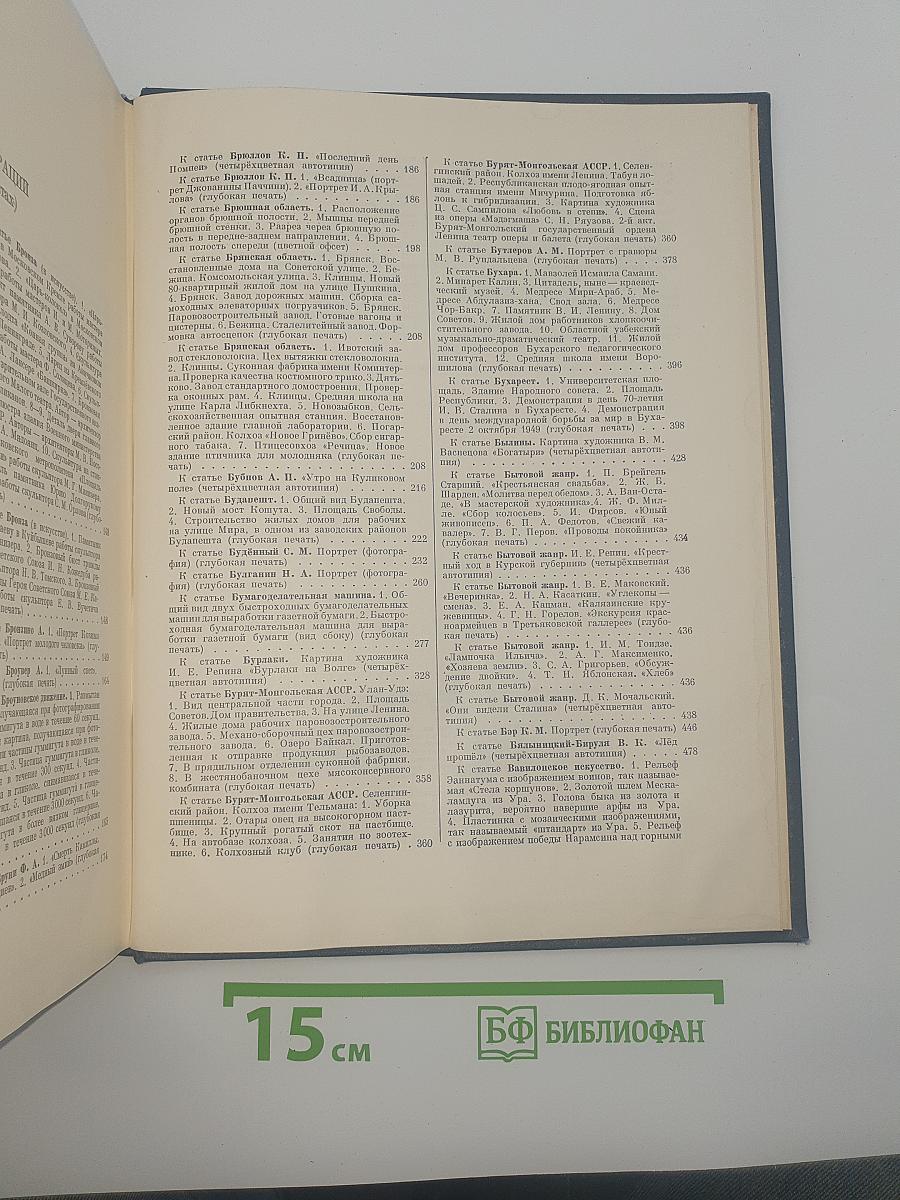 К статье Брюллов К. П. «Последний день
Помпеи» (четырёхцветная автотипия) . . . . . . 186
К статье Брюллов К. П. 1. «Всадница» (порт-
рет Джованины Паччини). 2. «Портрет И. А. Кры-
лова» (глубокая печать) . . . . . . . . . . . . 186
К статье Брюшная область. 1. Расположение
органов брюшной полости. 2. Мышцы передней
брюшной стенки. 3. Разрез через брюшную по-
лость в передне-заднем направлении. 4. Брюш-
ная полость спереди (цветной офсет) . . . . . . 198
К статье Брянская область. 1. Брянск. Вос-
становленные дома на Советской улице. 2. Бе-
жица. Комсомольская улица. 3. Клинцы. Новый
80-квартирный жилой дом на улице Пушкина.
4. Брянск. Завод дорожных машин. Сборка са-
моходных элеваторных погрузчиков. 5. Брянск.
Паровозостроительный завод. Готовые вагоны и
цистерны. 6. Бежица. Сталелитейный завод. Фор-
мовка автосцепок (глубокая печать) . . . . . 208
К статье Брянская область. 1. Ивотский за-
вод стекловолокна. Цех вытяжки стекловолокна.
2. Клинцы. Суконная фабрика имени Коминтер-
на. Проверка качества костюмного трико. 3. Дять-
ково. Завод стандартного домостроения. Провер-
ка оконных рам. 4. Клинцы. Средняя школа на
улице Карла Либкнехта. 5. Новозыбков. Сель-
скохозяйственная опытная станция. Восстанов-
ленное здание главной лаборатории. 6. Погар-
ский район. Колхоз «Новое Гринёво». Сбор сигар-
ного табака. 7. Птицесовхоз «Речица». Новое
здание птичника для молодняка (глубокая пе-
чать) . . . . . . . . . . . . . . . . . . . . . 208
К статье Бубнов А. П. «Утро на Куликовом
поле» (четырёхцветная автотипия) . . . . . . . 216
К статье Будапешт. 1. Общий вид Будапешта.
2. Новый мост Кошута. 3. Площадь Свободы.
4. Строительство жилых домов для рабочих
на улице Мира, в одном из заводских районов
Будапешта (глубокая печать) . . . . . . . . . . 222
К статье Будённый С. М. Портрет (фотогра-
фия) (глубокая печать) . . . . . . . . . . . . . 232
К статье Булганин Н. А. Портрет (фотогра-
фия) (глубокая печать) . . . . . . . . . . . . . 260
К статье Бумагоделательная машина. 1. Об-
щий вид двух быстроходных бумагоделательных
машин для выработки газетной бумаги. 2. Быстро-
ходная бумагоделательная машина для выра-
ботки газетной бумаги (вид сбоку) (глубокая
печать) . . . . . . . . . . . . . . . . . . . . 277
К статье Бурлаки. Картина художника
И. Е. Репина «Бурлаки на Волге» (четырёх-
цветная автотипия) . . . . . . . . . . . . . . 328
К статье Бурят-Монгольская АССР. Улан-Удэ:
1. Вид центральной части города. 2. Площадь
Советов. Дом правительства. 3. На улице Ленина.
4. Жилые дома рабочих паровозостроительного
завода. 5. Механо-сборочный цех паровозострои-
тельного завода. 6. Озеро Байкал. Приготов-
ленная к отправке продукция рыбозаводов.
7. В прядильном отделении суконной фабрики.
8. В жестянобаночном цехе мясоконсервного
комбината (глубокая печать) . . . . . . . . . . 358
К статье Бурят-Монгольская АССР. Селенгин-
ский район. Колхоз имени Тельмана: 1. Уборка
пшеницы. 2. Отары овец на высокогорном паст-
бище. 3. Крупный рогатый скот на пастбище.
4. На автобазе колхоза. 5. Занятия по зоотех-
нике. 6. Колхозный клуб (глубокая печать) . 360
К статье Бурят-Монгольская АССР. 1. Селен-
гинский район. Колхоз имени Ленина. Табун ло-
шадей. 2. Республиканская плодо-ягодная опыт-
ная станция имени Мичурина. Подготовка яб-
лонь к гибридизации. 3. Картина художника
Ц. С. Сампилова «Любовь в степи». 4. Сцена
из оперы «Мэдэгмаша» С. Н. Ряузова. 2-й акт.
Бурят-Монгольский государственный ордена
Ленина театр оперы и балета (глубокая печать) 360
К статье Бутлеров А. М. Портрет с гравюры
М. В. Рундальцева (глубокая печать) . . . . . . 378
К статье Бухара. 1. Мавзолей Исмаила Самани.
2. Минарет Калян. 3. Цитадель, ныне — краевед-
ческий музей. 4. Медресе Мири-Араб. 5. Ме-
дресе Абдулазиз-хана. Свод зала. 6. Медресе
Чор-Бакр. 7. Памятник В. И. Ленину. 8. Дом
Советов. 9. Жилой дом работников хлопкоочи-
стительного завода. 10. Областной узбекский
музыкально-драматический театр. 11. Жилой
дом профессоров Бухарского педагогического
института. 12. Средняя школа имени Воро-
шилова (глубокая печать) . . . . . . . . . . . 396
К статье Бухарест. 1. Университетская пло-
щадь. Здание Народного совета. 2. Площадь
Республики. 3. Демонстрация в день 70-летия
И. В. Сталина в Бухаресте. 4. Демонстрация
в день международной борьбы за мир в Буха-
ресте 2 октября 1949 (глубокая печать) . . . 398
К статье Былины. Картина художника В. М.
Васнецова «Богатыри» (четырёхцветная автоти-
пия) . . . . . . . . . . . . . . . . . . . . . 428
К статье Бытовой жанр. 1. П. Брейгель
Старший. «Крестьянская свадьба». 2. Ж. Б.
Шарден. «Молитва перед обедом». 3. А. Ван-Оста-
де. «В мастерской художника». 4. Ж. Ф. Мил-
ле. «Сбор колосьев». 5. И. Фирсов. «Юный
живописец». 6. П. А. Федотов. «Свежий ка-
валер». 7. В. Г. Перов. «Проводы покойника»
(глубокая печать) . . . . . . . . . . . . . . . 434
К статье Бытовой жанр. И. Е. Репин. «Крест-
ный ход в Курской губернии» (четырёхцветная
автотипия) . . . . . . . . . . . . . . . . . . 436
К статье Бытовой жанр. 1. В. Е. Маковский.
«Вечеринка». 2. Н. А. Касаткин. «Углекопы —
смена». 3. Е. А. Кацман. «Калязинские кру-
жевницы». 4. Г. Н. Горелов. «Экскурсия крас-
ноармейцев в Третьяковской галлерее» (глубо-
кая печать) . . . . . . . . . . . . . . . . . . 436
К статье Бытовой жанр. 1. И. М. Тоидзе.
«Лампочка Ильича». 2. А. Г. Максименко.
«Хозяева земли». 3. С. А. Григорьев. «Обсуж-
дение двойки». 4. Т. Н. Яблонская. «Хлеб»
(глубокая печать) . . . . . . . . . . . . . . . 436
К статье Бытовой жанр. Д. К. Мочальский.
«Они видели Сталина» (четырёхцветная авто-
типия) . . . . . . . . . . . . . . . . . . . . 438
К статье Бэр К. М. Портрет (глубокая печать) 446
К статье Бялыницкий-Бируля В. К. «Лёд
прошёл» (четырёхцветная автотипия) . . . . . . 478
К статье Вавилонское искусство. 1. Рельеф
Эаннатума с изображением воинов, так называе-
мая «Стела коршунов». 2. Золотой шлем Меска-
ламдуга из Ура. 3. Голова быка из золота и
лазурита, вероятно навершие арфы из Ура.
4. Пластинка с мозаическими изображениями,
так называемый «штандарт» из Ура. 5. Рельеф
с изображением победы Нарамсина над горными
15 см
БФ БИБЛИОФАН